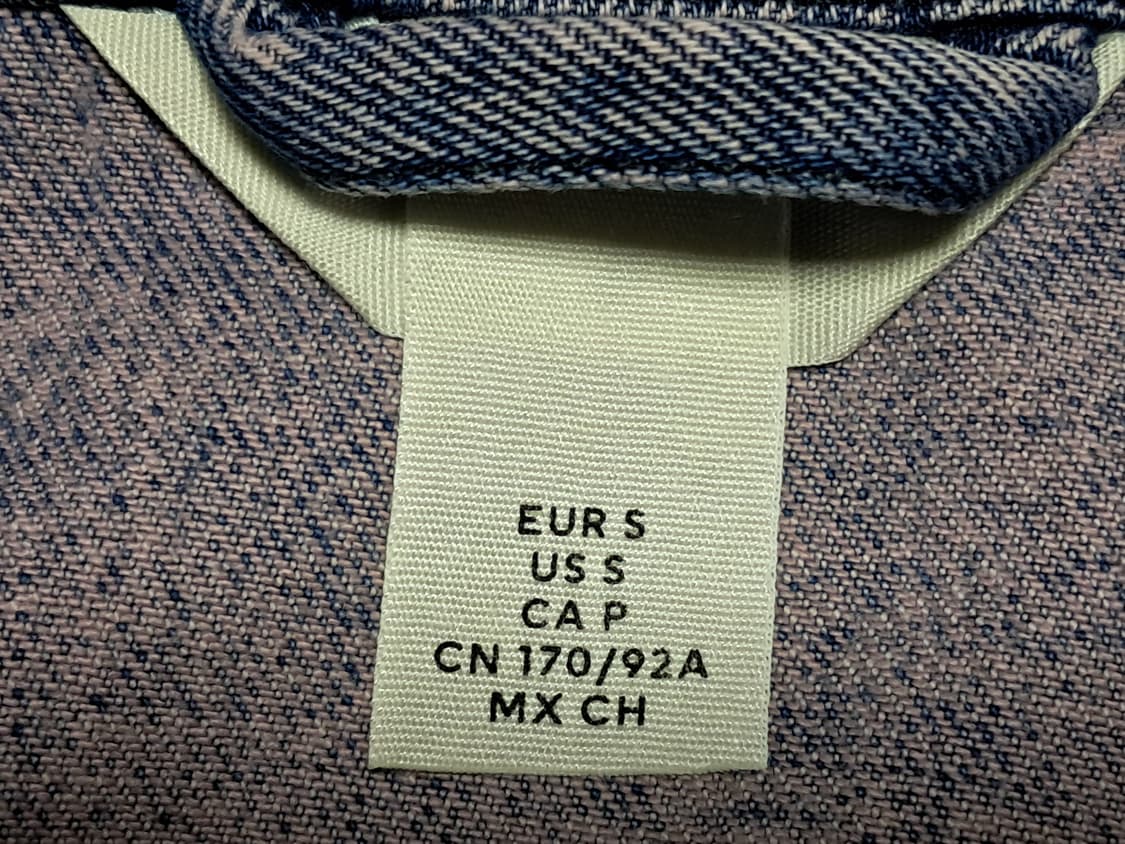 EUR S
US S
CA P
CN 170/92A
MX CH